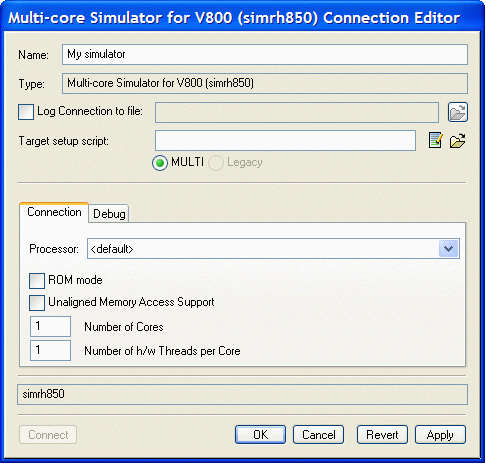 Multi-core Simulator for V800 (simrh850) Connection Editor
Name: My simulator
Type: Multi-core Simulator for V800 (simrh850)
Log Connection to file:
Target setup script:
MULTI Legacy
Connection Debug
Processor: <default>
ROM mode
Unaligned Memory Access Support
1 Number of Cores
1 Number of h/w Threads per Core
simrh850
Connect OK Cancel Revert Apply